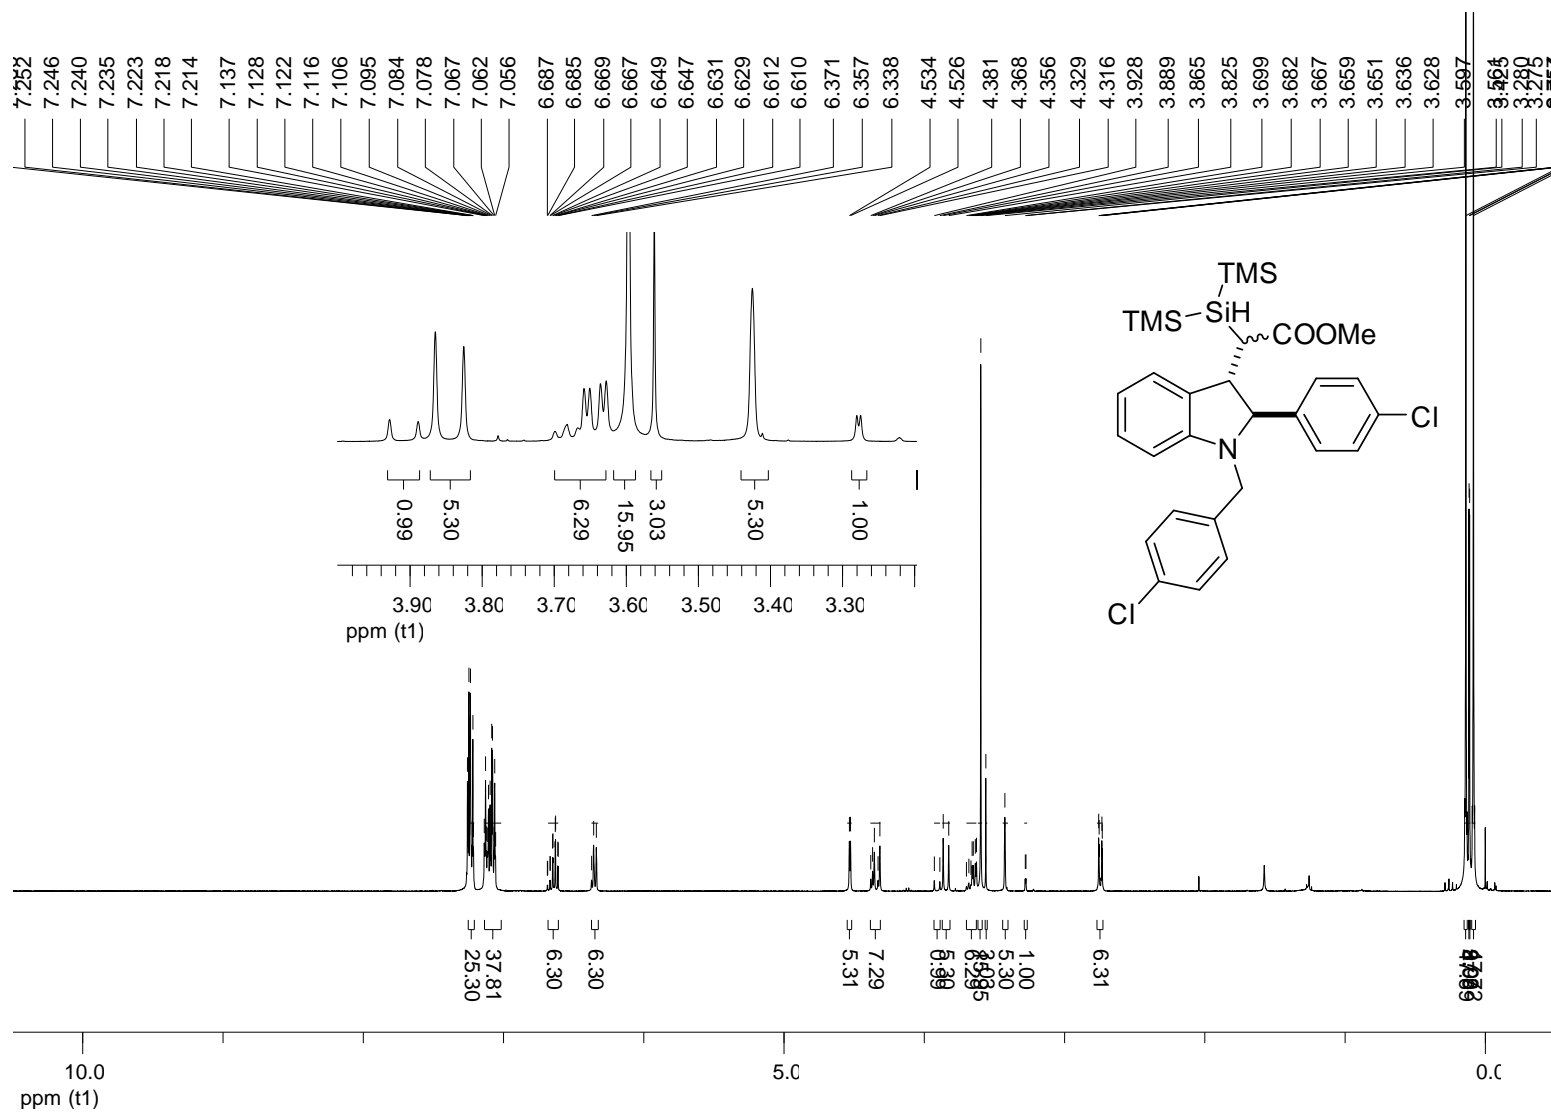 7.252 7.246 7.240 7.235 7.223 7.218 7.214 7.137 7.128 7.122 7.116 7.106 7.095 7.084 7.078 7.067 7.062 7.056 6.687 6.685 6.669 6.667 6.649 6.647 6.631 6.629 6.612 6.610 6.371 6.357 6.338 4.534 4.526 4.381 4.368 4.356 4.329 4.316 3.928 3.889 3.865 3.825 3.699 3.682 3.667 3.659 3.651 3.636 3.628 3.597 3.280 3.275
TMS
TMS SiH
COOMe
Cl
N
Cl
0.99 5.30 6.29 15.95 3.03 5.30 1.00
3.90 3.80 3.70 3.60 3.50 3.40 3.30
ppm (t1)
25.30 37.81 6.30 6.30 5.31 7.29 0.99 5.30 6.29 5.30 1.00 6.31
10.0 5.0 0.0
ppm (t1)